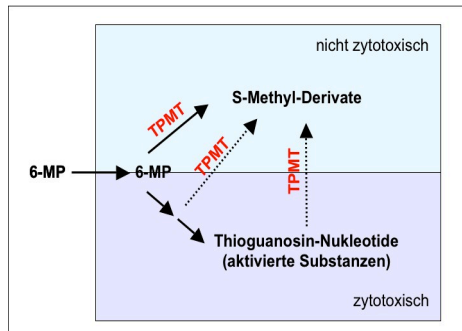 nicht zytotoxisch
S-Methyl-Derivate
TPMT
TPMT
TPMT
6-MP
6-MP
Thioguanosin-Nukleotide
(aktivierte Substanzen)
zytotoxisch